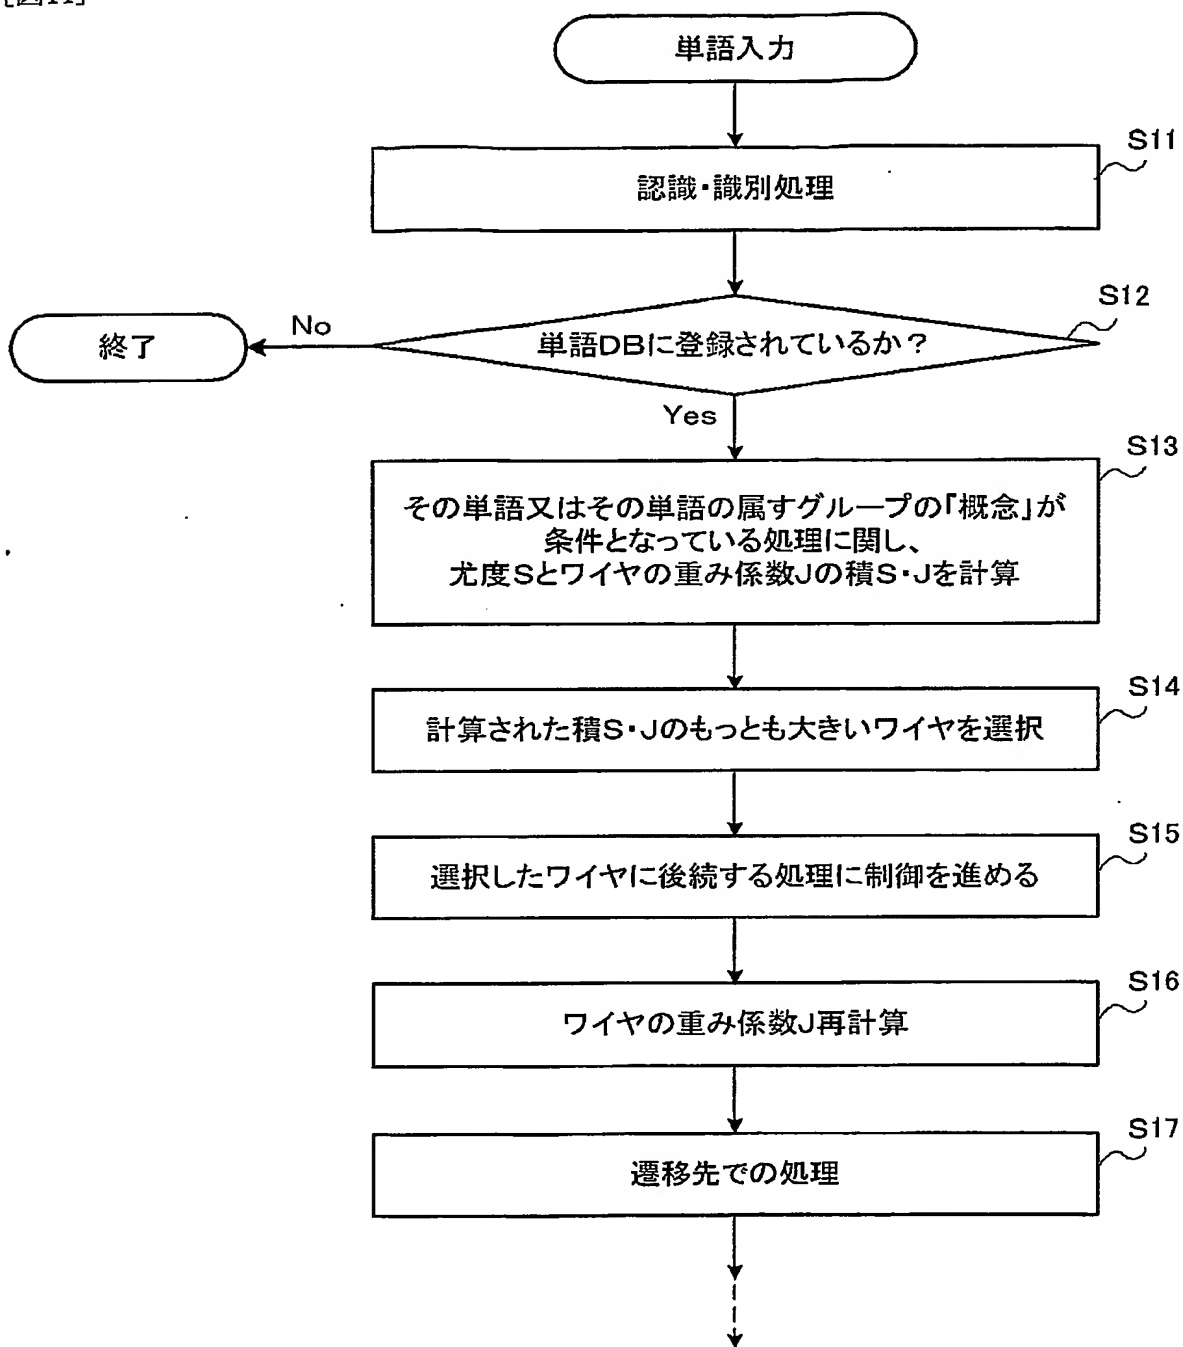 [図11]
単語入力
S11
認識・識別処理
S12
単語DBに登録されているか？
No
終了
Yes
S13
その単語又はその単語の属すグループの「概念」が
条件となっている処理に関し、
尤度Sとワイヤの重み係数Jの積S・Jを計算
S14
計算された積S・Jのもっとも大きいワイヤを選択
S15
選択したワイヤに後続する処理に制御を進める
S16
ワイヤの重み係数J再計算
S17
遷移先での処理